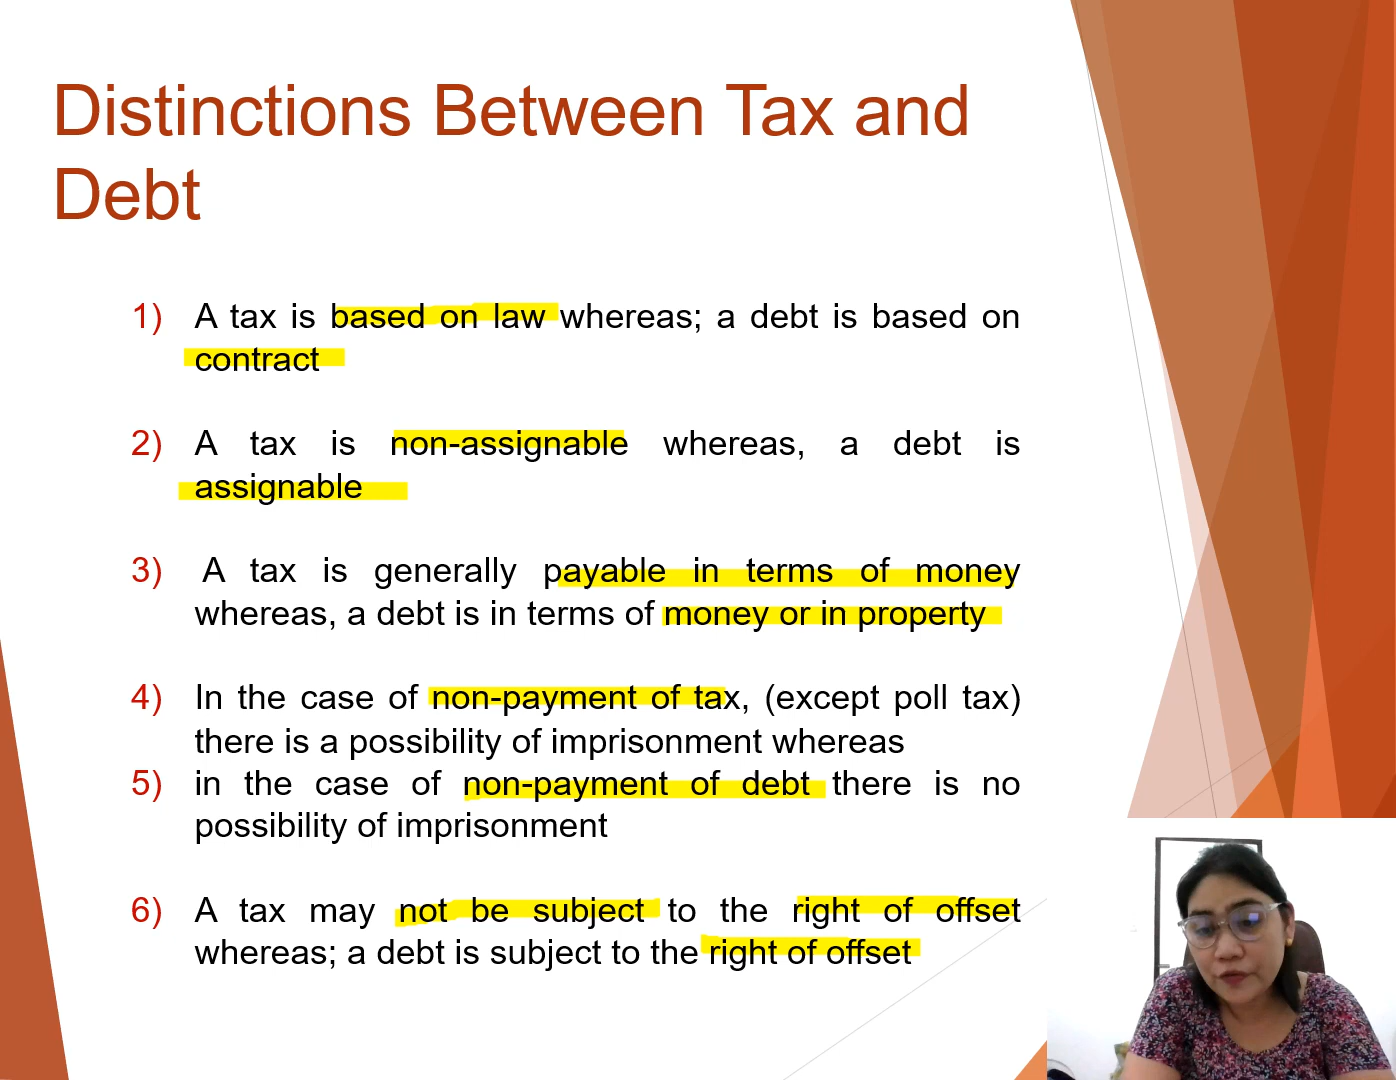 Distinctions Between Tax and
Debt
1) A tax is based on law whereas; a debt is based on
contract
2) A tax is non-assignable whereas, a debt is
assignable
3) A tax is generally payable in terms of money
whereas, a debt is in terms of money or in property
4) In the case of non-payment of tax, (except poll tax)
there is a possibility of imprisonment whereas
5) in the case of non-payment of debt there is no
possibility of imprisonment
6) A tax may not be subject to the right of offset
whereas; a debt is subject to the right of offset